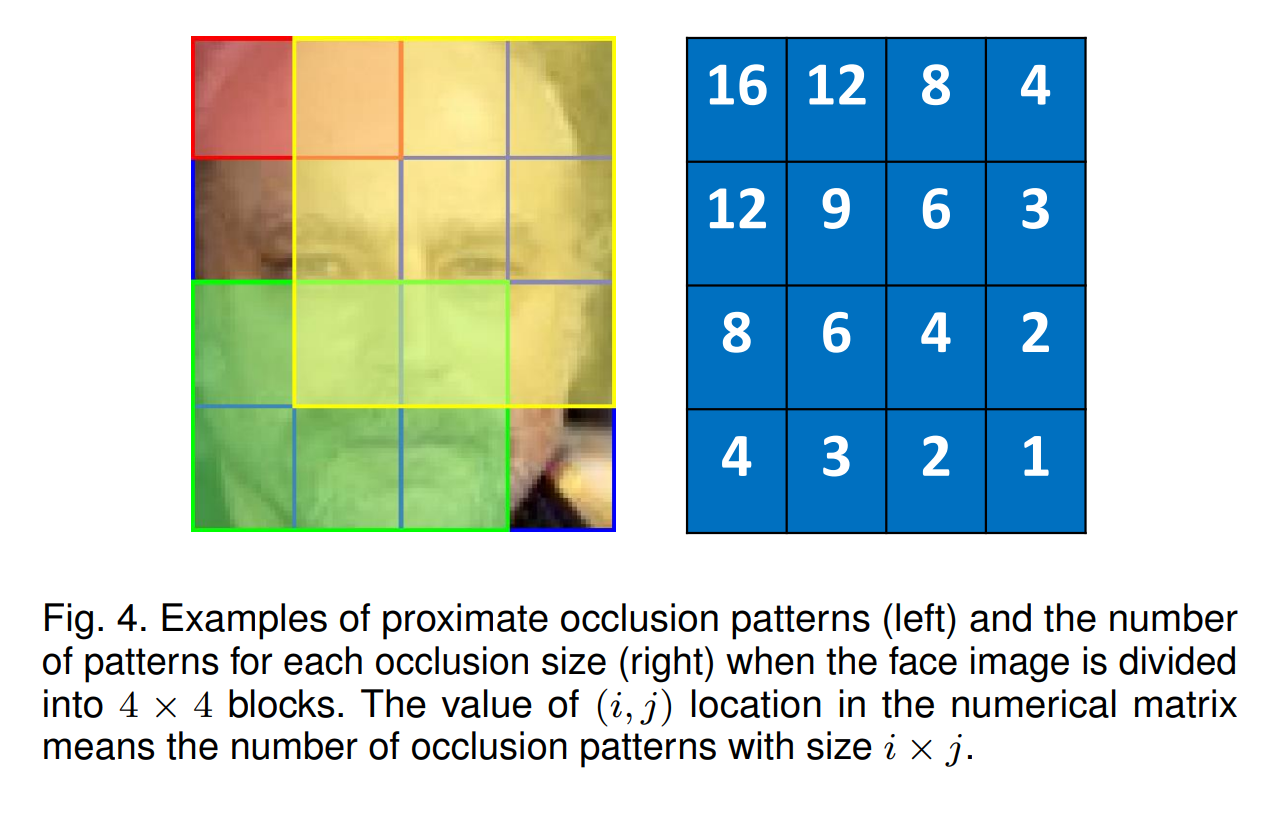 16 12 8 4
12 9 6 3
8 6 4 2
4 3 2 1
Fig. 4. Examples of proximate occlusion patterns (left) and the number
of patterns for each occlusion size (right) when the face image is divided
into 4 × 4 blocks. The value of (i, j) location in the numerical matrix
means the number of occlusion patterns with size i × j.